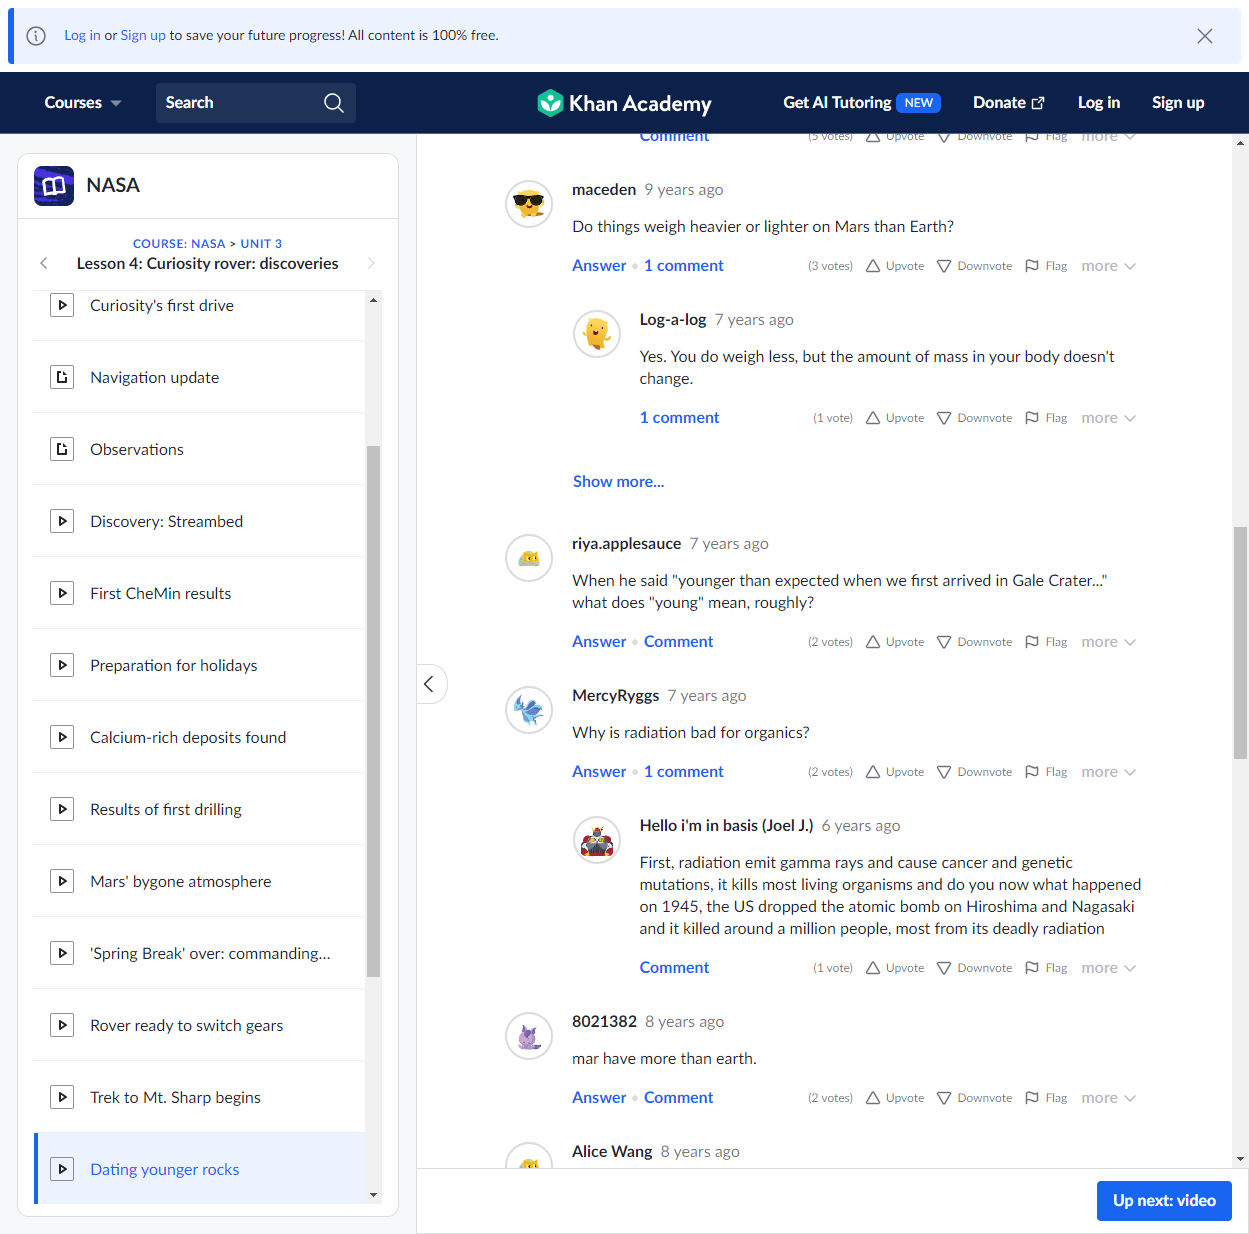 Log in or Sign up to save your future progress! All content is 100% free.
Courses
Search
Khan Academy
Get AI Tutoring NEW
Donate
Log in
Sign up
NASA
COURSE: NASA > UNIT 3
Lesson 4: Curiosity rover: discoveries
Curiosity's first drive
Navigation update
Observations
Discovery: Streambed
First CheMin results
Preparation for holidays
Calcium-rich deposits found
Results of first drilling
Mars' bygone atmosphere
'Spring Break' over: commanding...
Rover ready to switch gears
Trek to Mt. Sharp begins
Dating younger rocks
Comment (5 votes) Upvote Downvote Flag more
maceden 9 years ago
Do things weigh heavier or lighter on Mars than Earth?
Answer • 1 comment (3 votes) Upvote Downvote Flag more
Log-a-log 7 years ago
Yes. You do weigh less, but the amount of mass in your body doesn't
change.
1 comment (1 vote) Upvote Downvote Flag more
Show more...
riya.applesauce 7 years ago
When he said "younger than expected when we first arrived in Gale Crater..."
what does "young" mean, roughly?
Answer • Comment (2 votes) Upvote Downvote Flag more
MercyRyggs 7 years ago
Why is radiation bad for organics?
Answer • 1 comment (2 votes) Upvote Downvote Flag more
Hello i'm in basis (Joel J.) 6 years ago
First, radiation emit gamma rays and cause cancer and genetic
mutations, it kills most living organisms and do you now what happened
on 1945, the US dropped the atomic bomb on Hiroshima and Nagasaki
and it killed around a million people, most from its deadly radiation
Comment (1 vote) Upvote Downvote Flag more
8021382 8 years ago
mar have more than earth.
Answer • Comment (2 votes) Upvote Downvote Flag more
Alice Wang 8 years ago
Up next: video